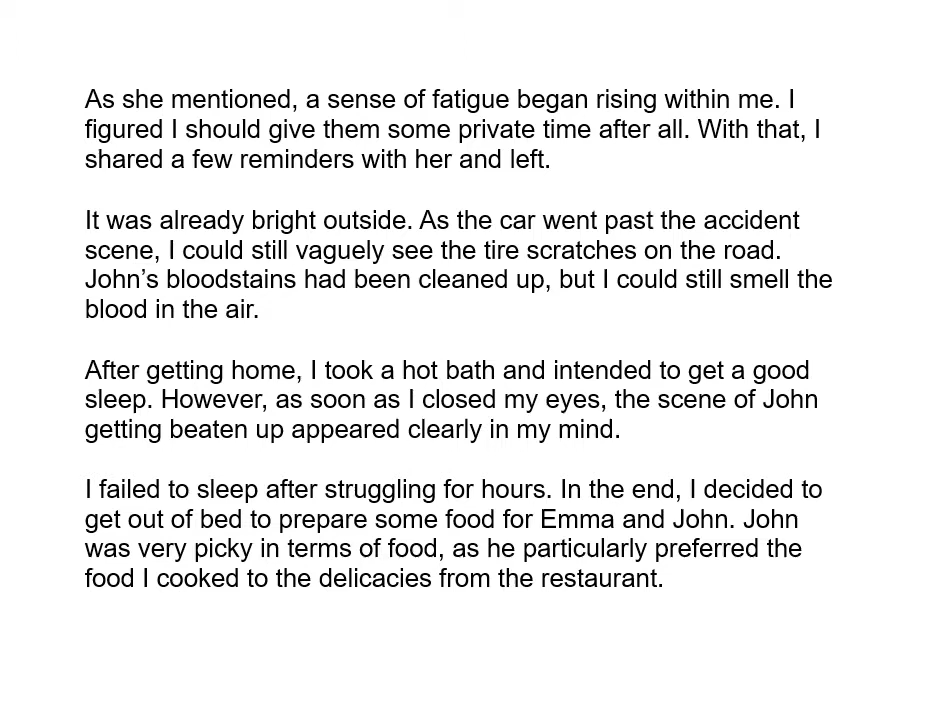 As she mentioned, a sense of fatigue began rising within me. I
figured I should give them some private time after all. With that, I
shared a few reminders with her and left.
It was already bright outside. As the car went past the accident
scene, I could still vaguely see the tire scratches on the road.
John’s bloodstains had been cleaned up, but I could still smell the
blood in the air.
After getting home, I took a hot bath and intended to get a good
sleep. However, as soon as I closed my eyes, the scene of John
getting beaten up appeared clearly in my mind.
I failed to sleep after struggling for hours. In the end, I decided to
get out of bed to prepare some food for Emma and John. John
was very picky in terms of food, as he particularly preferred the
food I cooked to the delicacies from the restaurant.